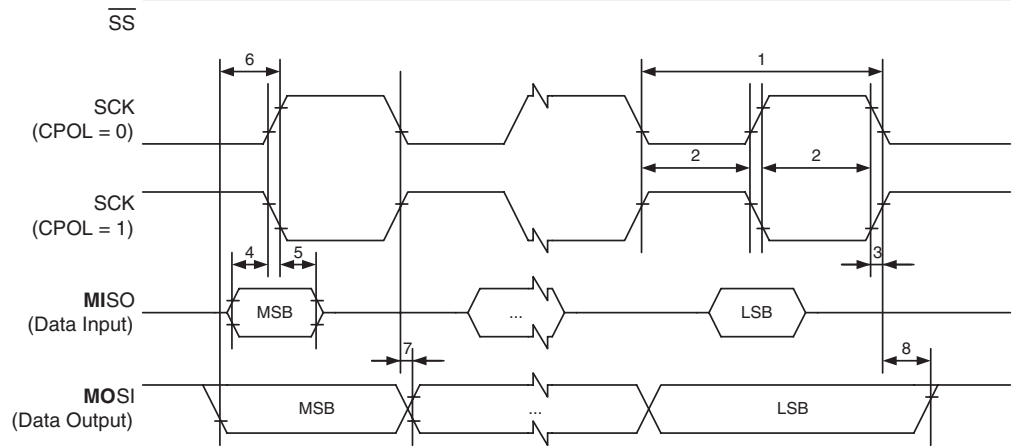 SS
6
1
SCK
(CPOL = 0)
2
2
SCK
(CPOL = 1)
4
5
3
MISO
(Data Input)
MSB
...
LSB
7
8
MOSI
(Data Output)
MSB
...
LSB